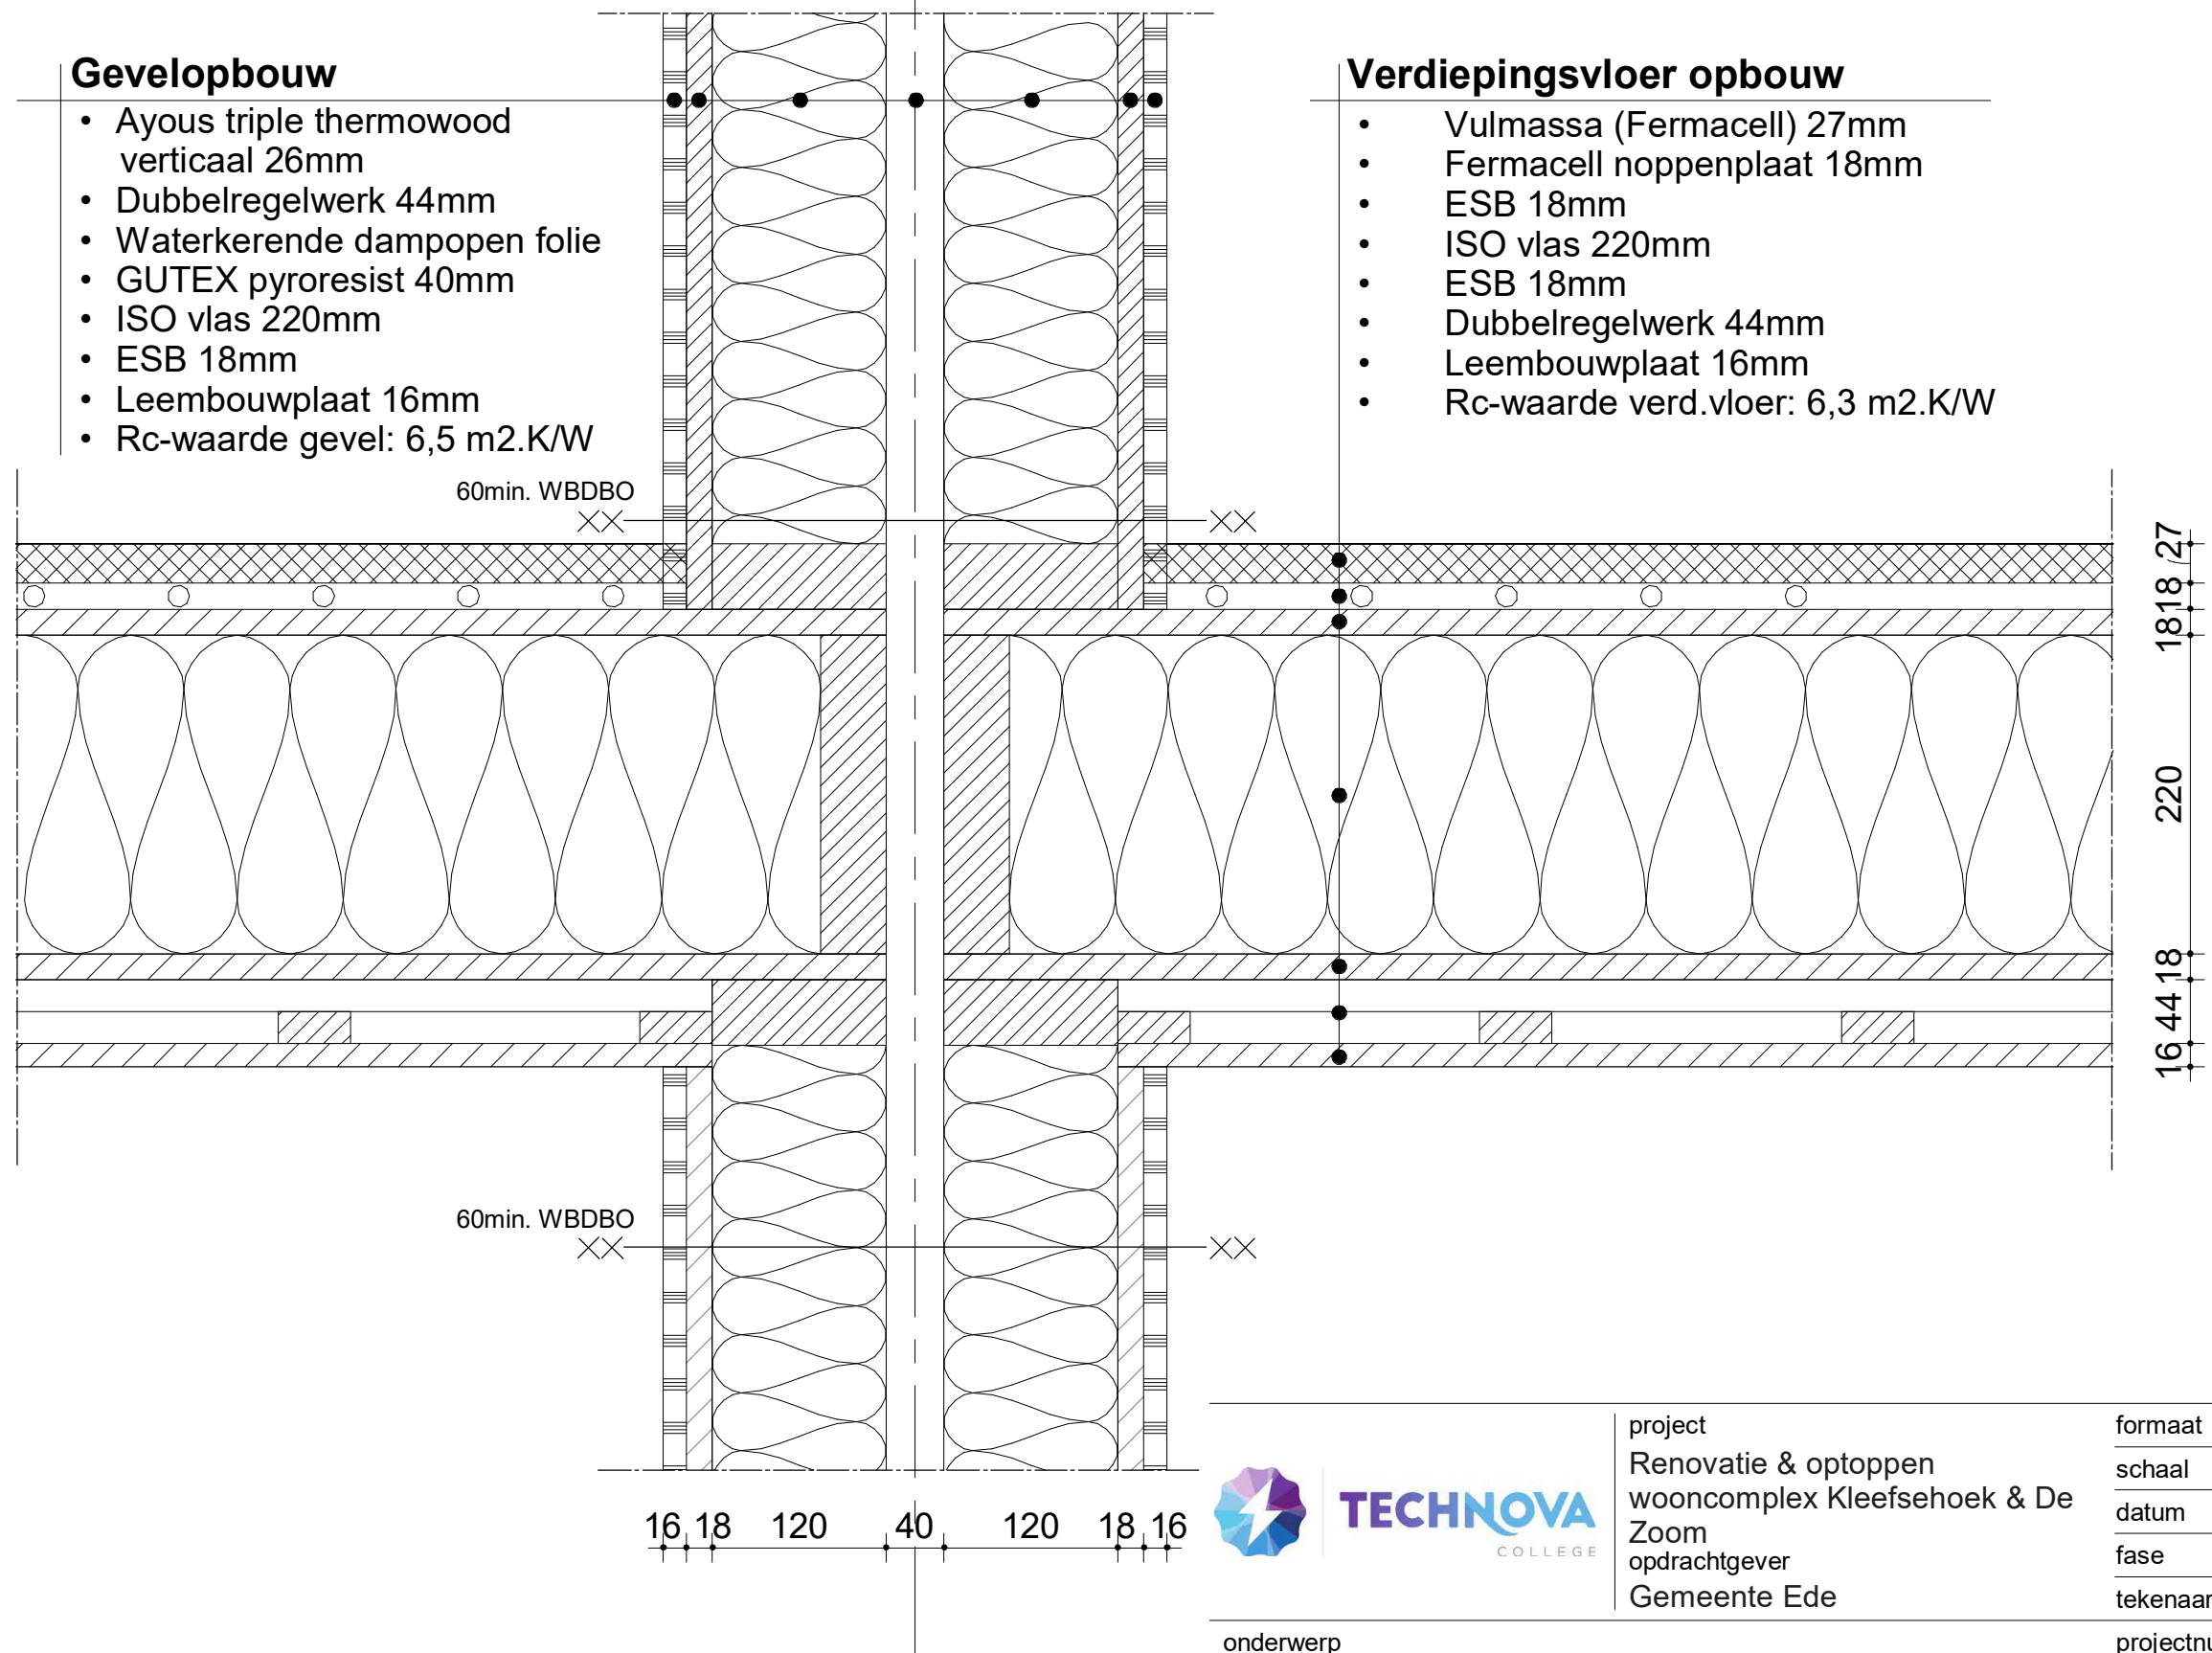 Gevelopbouw
• Ayous triple thermowood
verticaal 26mm
• Dubbelregelwerk 44mm
• Waterkerende dampopen folie
• GUTEX pyroresist 40mm
• ISO vlas 220mm
• ESB 18mm
• Leembouwplaat 16mm
• Rc-waarde gevel: 6,5 m2.K/W
Verdiepingsvloer opbouw
• Vulmassa (Fermacell) 27mm
• Fermacell noppenplaat 18mm
• ESB 18mm
• ISO vlas 220mm
• ESB 18mm
• Dubbelregelwerk 44mm
• Leembouwplaat 16mm
• Rc-waarde verd.vloer: 6,3 m2.K/W
60min. WBDBO
27
18
18
220
18
44
16
60min. WBDBO
16 18 120 40 120 18 16
TECHNOVA
COLLEGE
project
Renovatie & optoppen
wooncomplex Kleefsehoek & De
Zoom
opdrachtgever
Gemeente Ede
formaat
schaal
datum
fase
tekenaar
onderwerp
projectnu